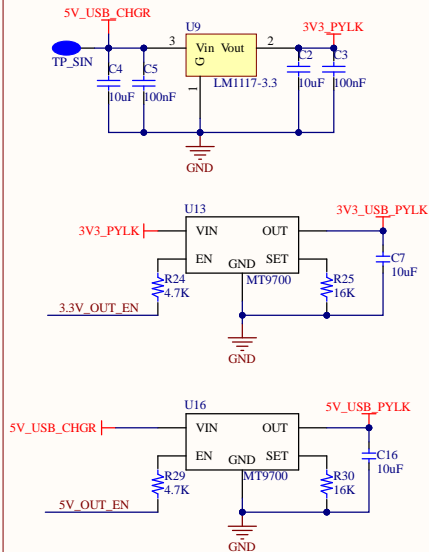 5V_USB_CHGR
U9
3V3_PYLK
3
Vin Vout
2
TP_SIN
G
C4
C5
C2
C3
1
LM1117-3.3
10uF
100nF
10uF
100nF
GND
U13
3V3_USB_PYLK
3V3_PYLK
VIN
OUT
EN
GND
SET
C7
10uF
R24
4.7K
MT9700
R25
16K
3.3V_OUT_EN
GND
U16
5V_USB_PYLK
5V_USB_CHGR
VIN
OUT
EN
GND
SET
C16
10uF
R29
4.7K
MT9700
R30
16K
5V_OUT_EN
GND